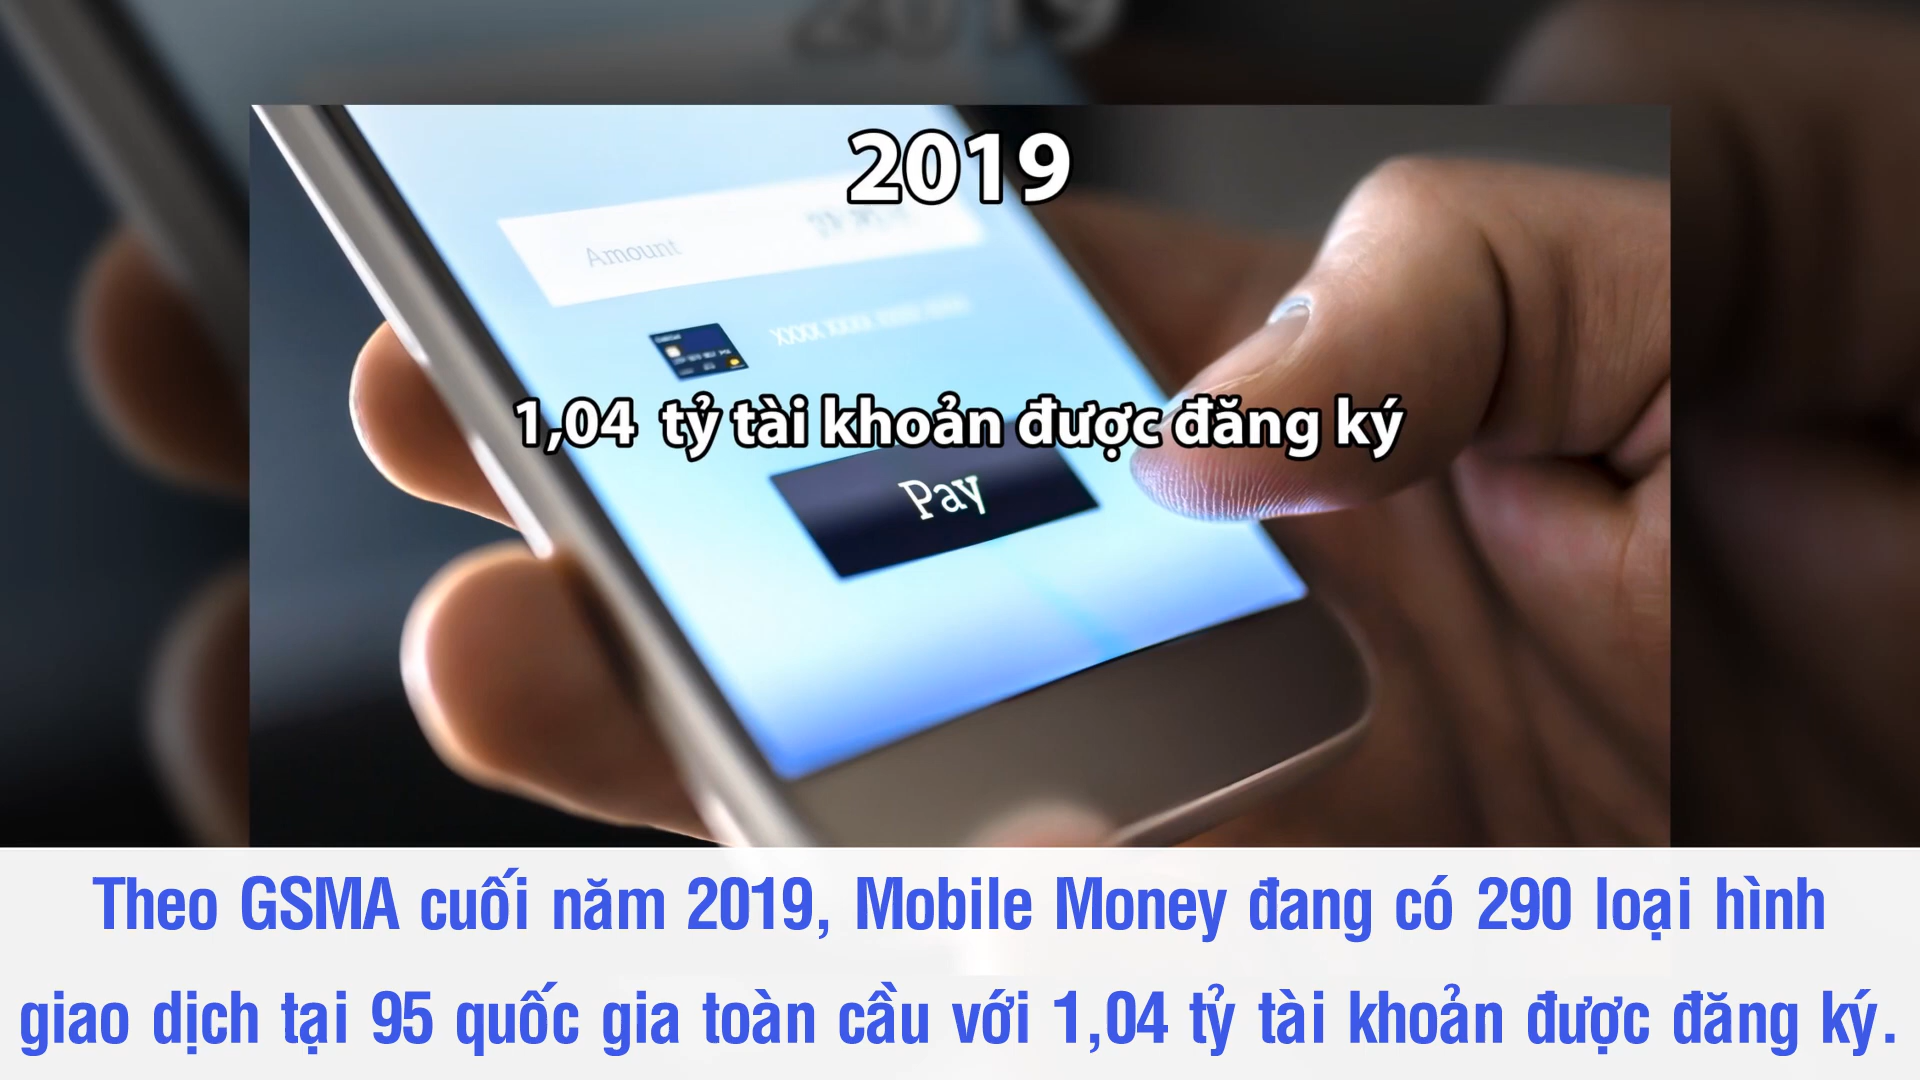 2019
Amount
XXXX XXXX
1,04 tỷ tài khoản được đăng ký
Pay
Theo GSMA cuối năm 2019, Mobile Money đang có 290 loại hình
giao dịch tại 95 quốc gia toàn cầu với 1,04 tỷ tài khoản được đăng ký.